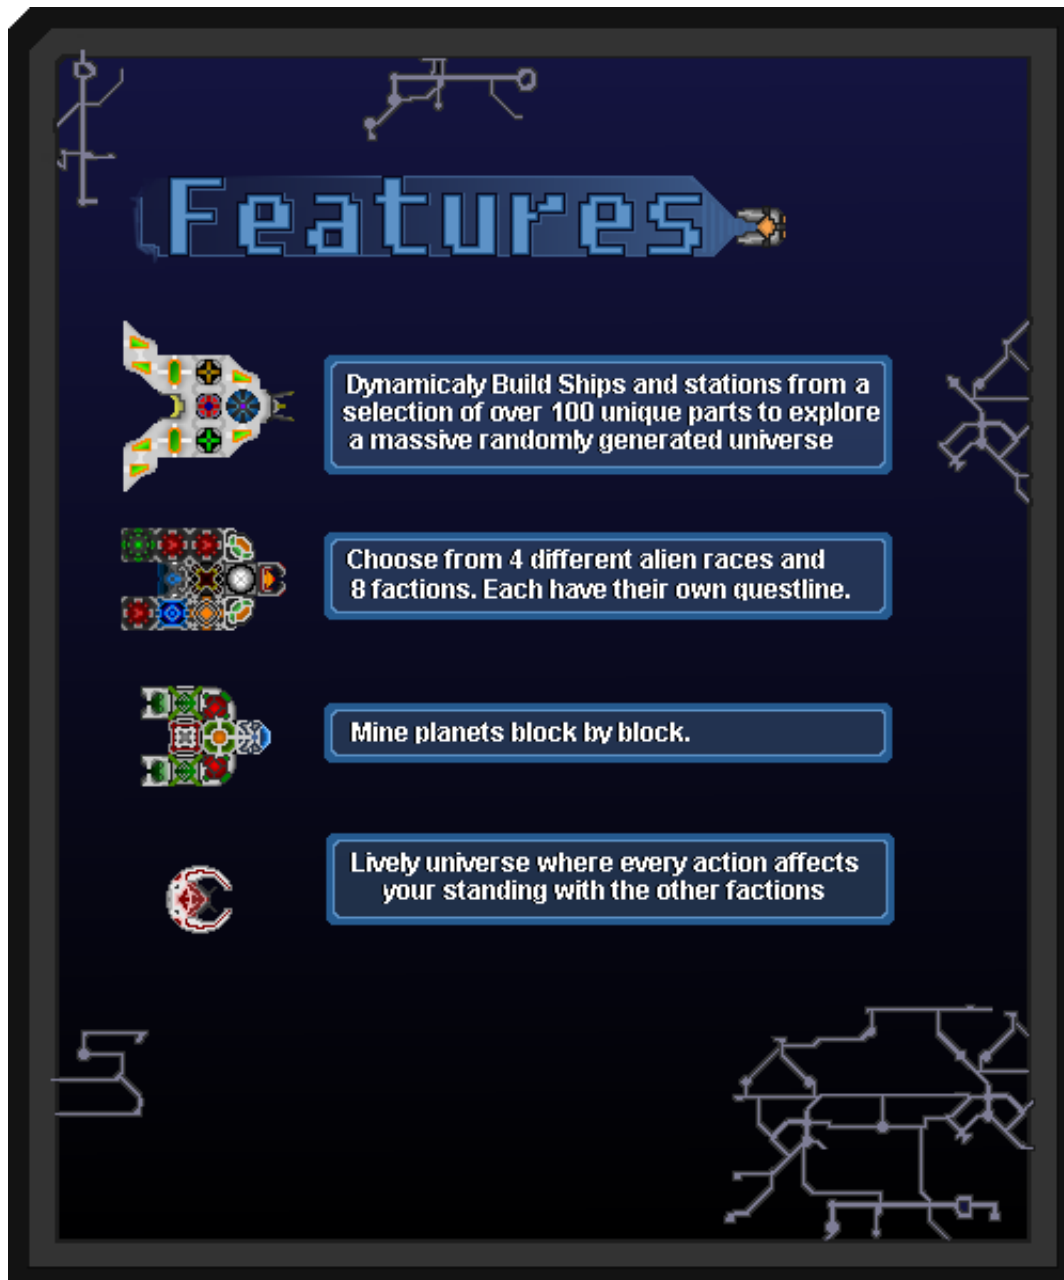 Features
Dynamicaly Build Ships and stations from a
selection of over 100 unique parts to explore
a massive randomly generated universe
Choose from 4 different alien races and
8 factions. Each have their own questline.
Mine planets block by block.
Lively universe where every action affects
your standing with the other factions